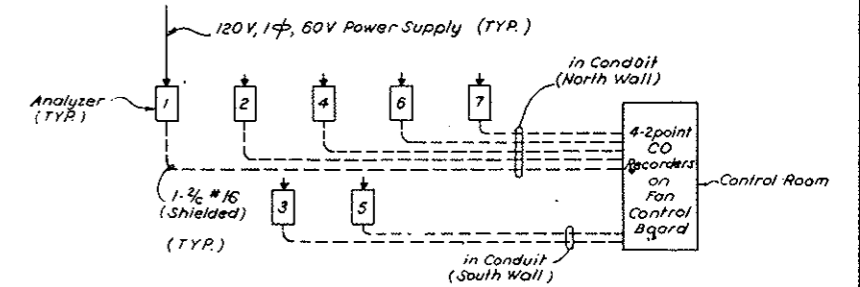 120V, 1ϕ, 60V Power Supply (TYP.)
in Conduit
(North Wall)
Analyzer
(TYP.)
1
2
4
6
7
4-2point
CO
Recorders
on
Fan
Control
Board
Control Room
1-2/c #16
(Shielded)
(TYP.)
3
5
in Conduit
(South Wall)